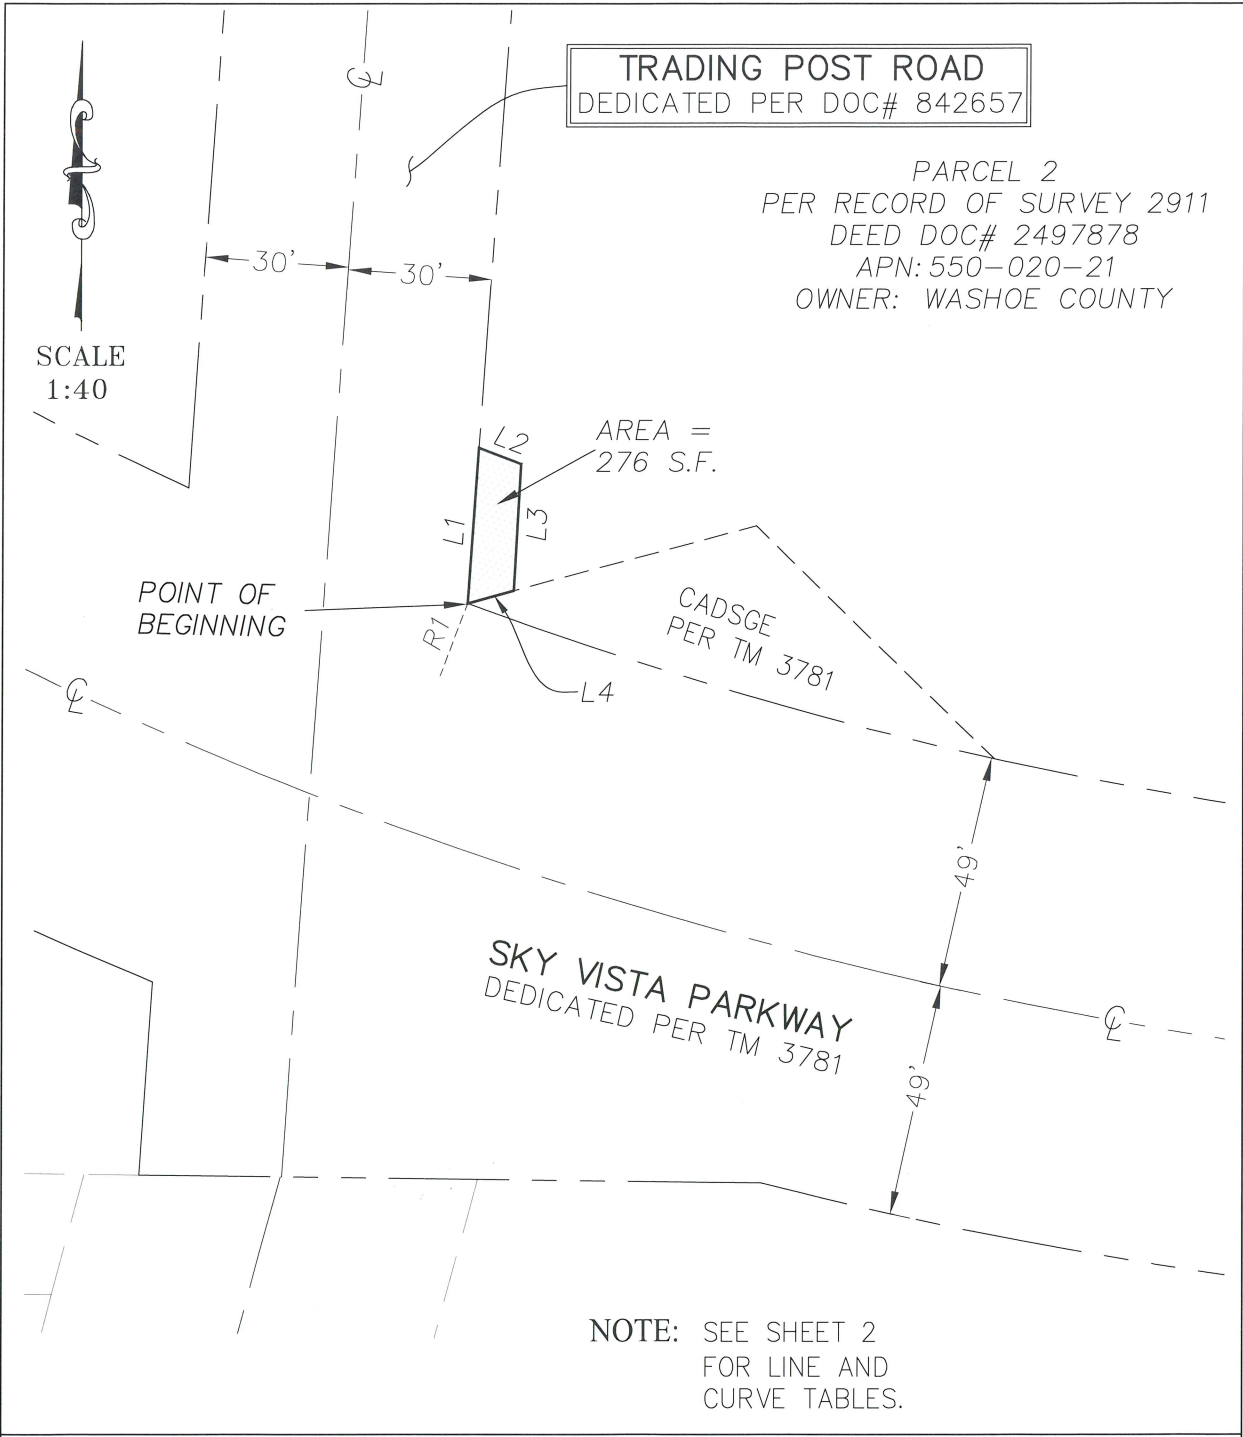 TRADING POST ROAD
DEDICATED PER DOC# 842657
PARCEL 2
PER RECORD OF SURVEY 2911
DEED DOC# 2497878
APN: 550-020-21
OWNER: WASHOE COUNTY
30'
30'
SCALE
1:40
AREA =
276 S.F.
L2
L1
L3
POINT OF
BEGINNING
R1
L4
CADSGE
PER TM 3781
℄
℄
49'
SKY VISTA PARKWAY
DEDICATED PER TM 3781
℄
49'
NOTE: SEE SHEET 2
FOR LINE AND
CURVE TABLES.